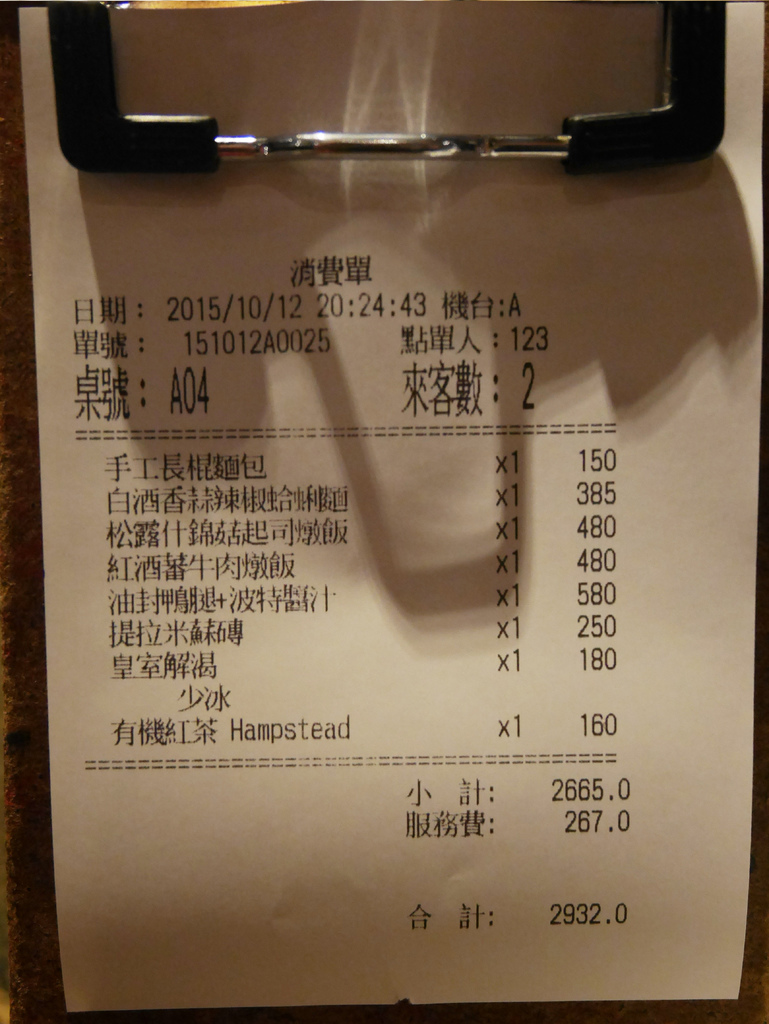 消費單
日期： 2015/10/12 20:24:43 機台:A
單號： 151012A0025 點單人：123
桌號： A04 來客數： 2
手工長棍麵包 x1 150
白酒香蒜辣椒蛤蜊麵 x1 385
松露什錦菇起司燉飯 x1 480
紅酒蕃牛肉燉飯 x1 480
油封鴨腿+波特醬汁 x1 580
提拉米蘇磚 x1 250
皇室解渴 x1 180
少冰
有機紅茶 Hampstead x1 160
小 計: 2665.0
服務費: 267.0
合 計: 2932.0